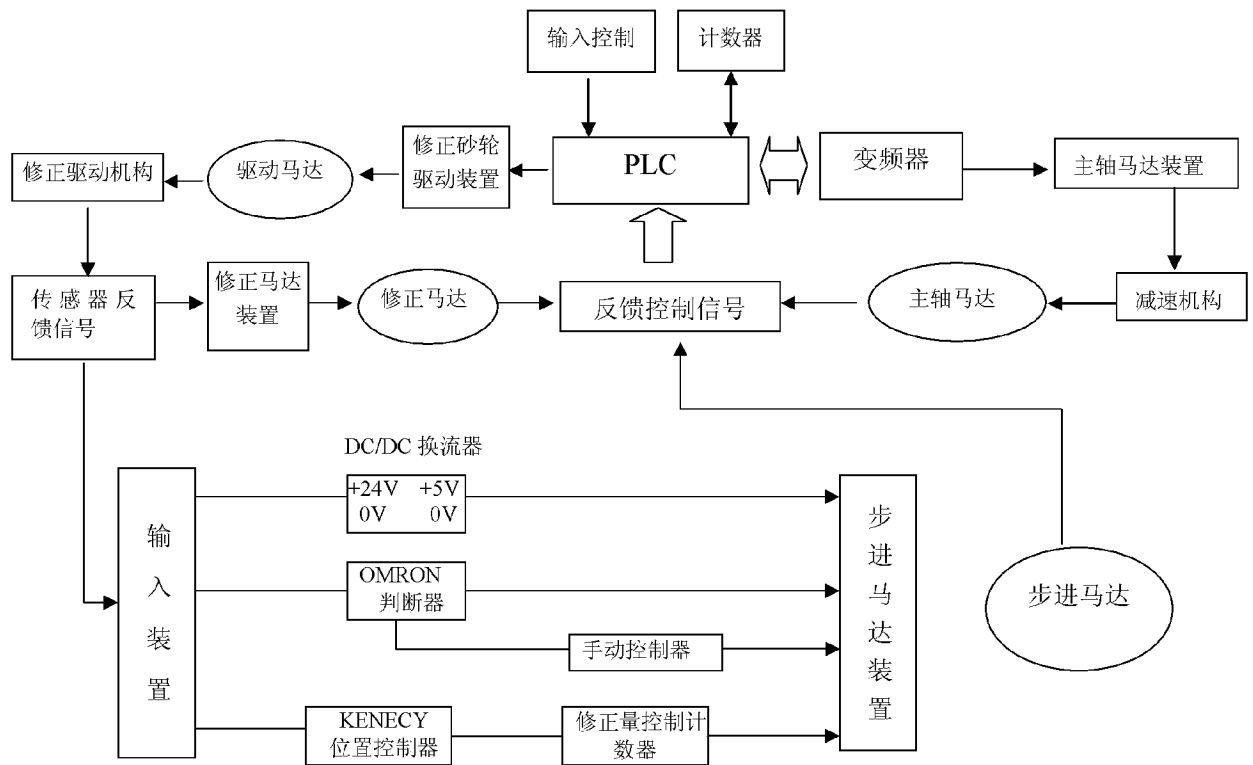 输入控制
计数器
修正驱动机构
驱动马达
修正砂轮
驱动装置
PLC
变频器
主轴马达装置
传感器反
馈信号
修正马达
装置
修正马达
反馈控制信号
主轴马达
减速机构
DC/DC 换流器
+24V +5V
0V 0V
输
入
装
置
OMRON
判断器
手动控制器
KENECY
位置控制器
修正量控制计
数器
步
进
马
达
装
置
步进马达